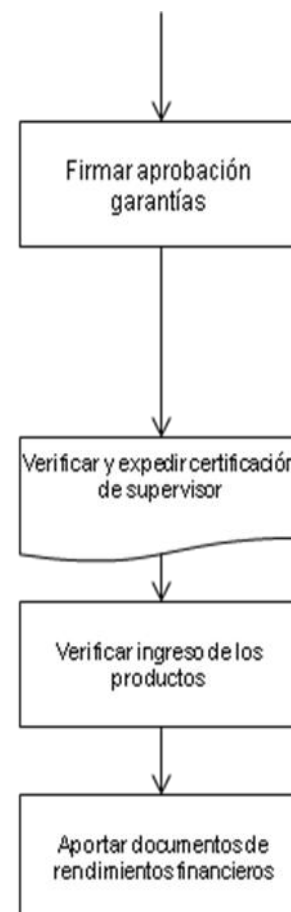 Firmar aprobación
garantías
Verificar y expedir certificación
de supervisor
Verificar ingreso de los
productos
Aportar documentos de
rendimientos financieros